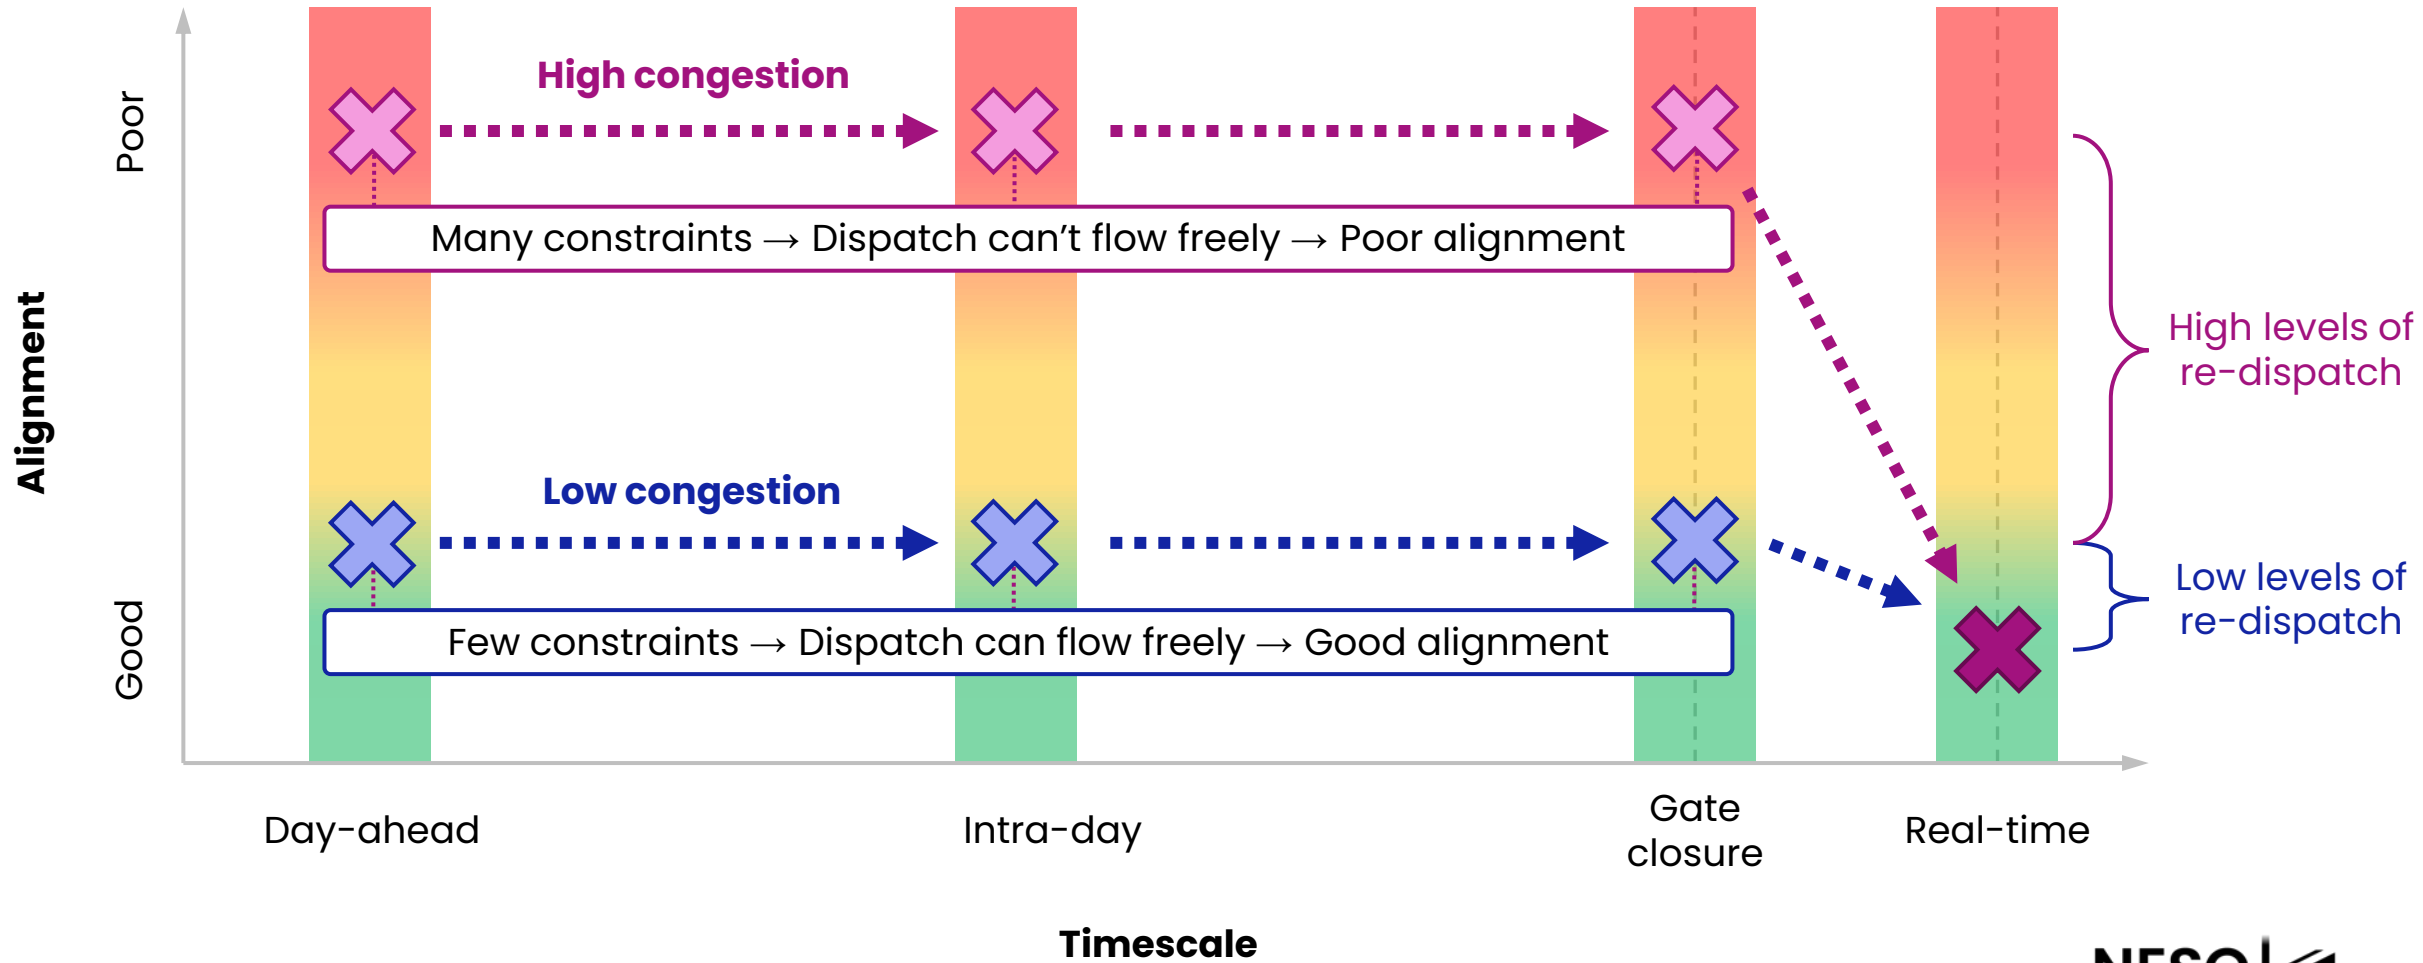 Alignment
Poor
Good
High congestion
Many constraints → Dispatch can't flow freely → Poor alignment
Low congestion
Few constraints → Dispatch can flow freely → Good alignment
High levels of
re-dispatch
Low levels of
re-dispatch
Day-ahead
Intra-day
Gate
closure
Real-time
Timescale
NESO